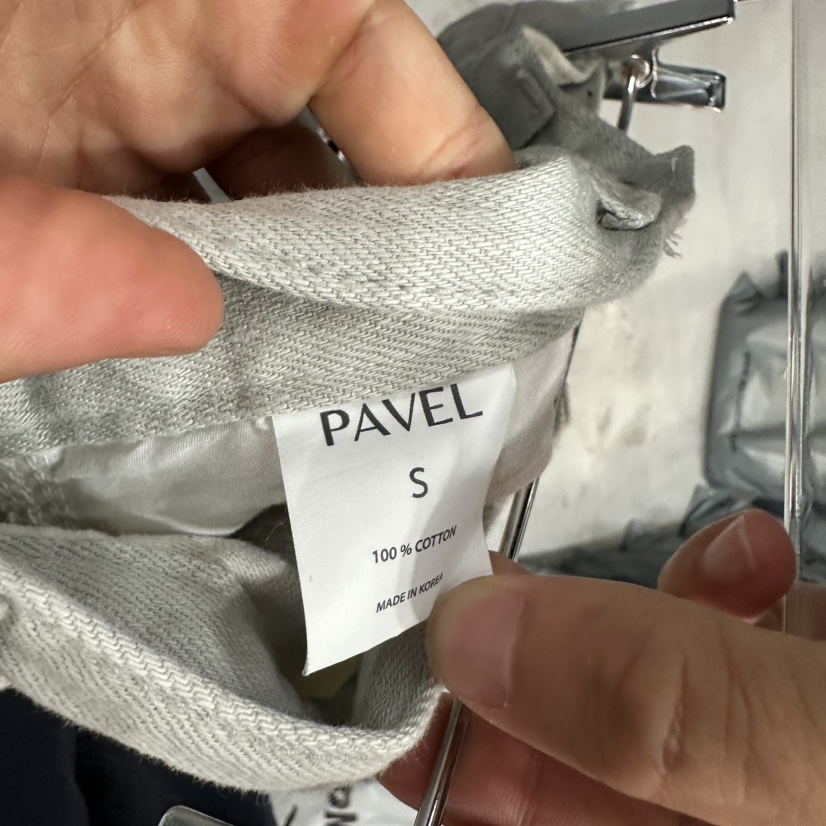 PAVEL
S
100 % COTTON
MADE IN KOREA